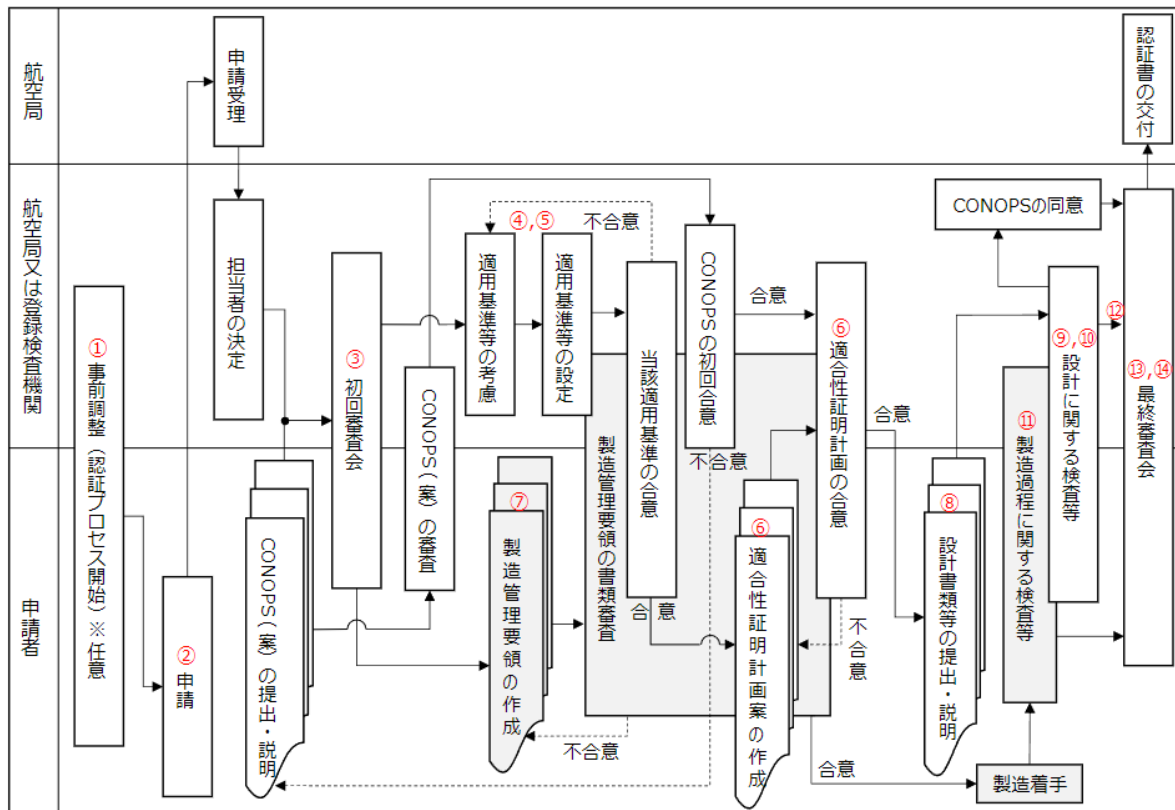 航空局
申請受理
認証書の交付
航空局又は登録検査機関
担当者の決定
① 事前調整（認証プロセス開始）※任意
③ 初回審査会
CONOPS（案）の審査
④,⑤
不合意
適用基準等の考慮
適用基準等の設定
当該適用基準の合意
合意
CONOPSの初回合意
合意
不合意
⑥ 適合性証明計画の合意
合意
不合意
CONOPSの同意
⑨,⑩ 設計に関する検査等
⑫
⑬,⑭ 最終審査会
⑪ 製造過程に関する検査等
申請者
② 申請
CONOPS（案）の提出・説明
⑦ 製造管理要領の作成
製造管理要領の書類審査
不合意
⑥ 適合性証明計画案の作成
合意
⑧ 設計書類等の提出・説明
製造着手